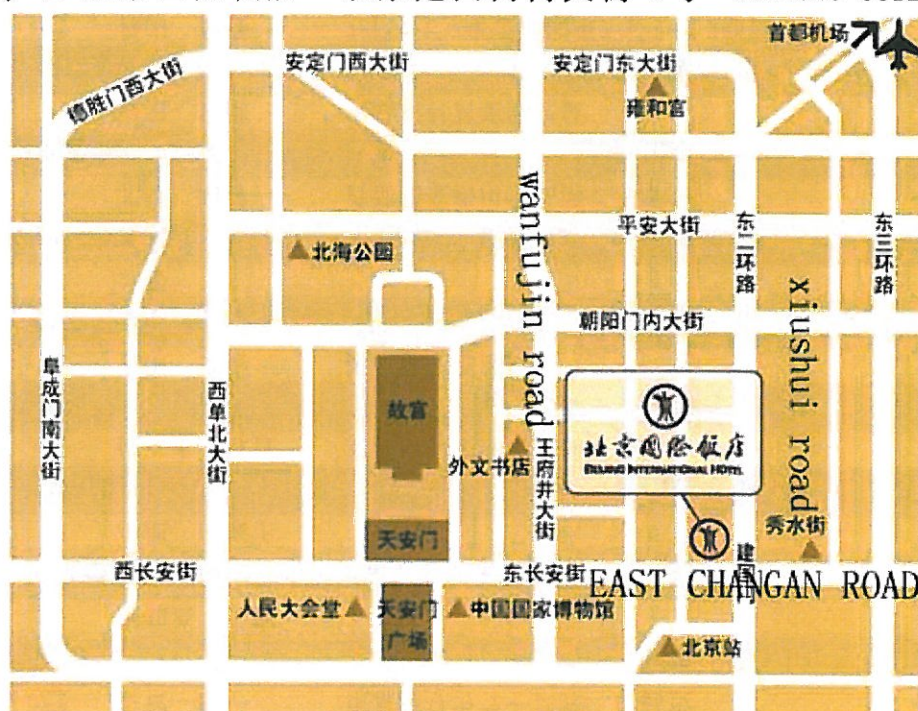 首都机场
安定门西大街
安定门东大街
德胜门西大街
雍和宫
wanfujin road
平安大街
东二环路
东三环路
北海公园
xiushui road
朝阳门内大街
阜成门南大街
西单北大街
故宫
北京国际饭店
BEIJING INTERNATIONAL HOTEL
外文书店
王府井大街
秀水街
天安门
建国门
西长安街
东长安街
EAST CHANGAN ROAD
人民大会堂
天安门
广场
中国国家博物馆
北京站